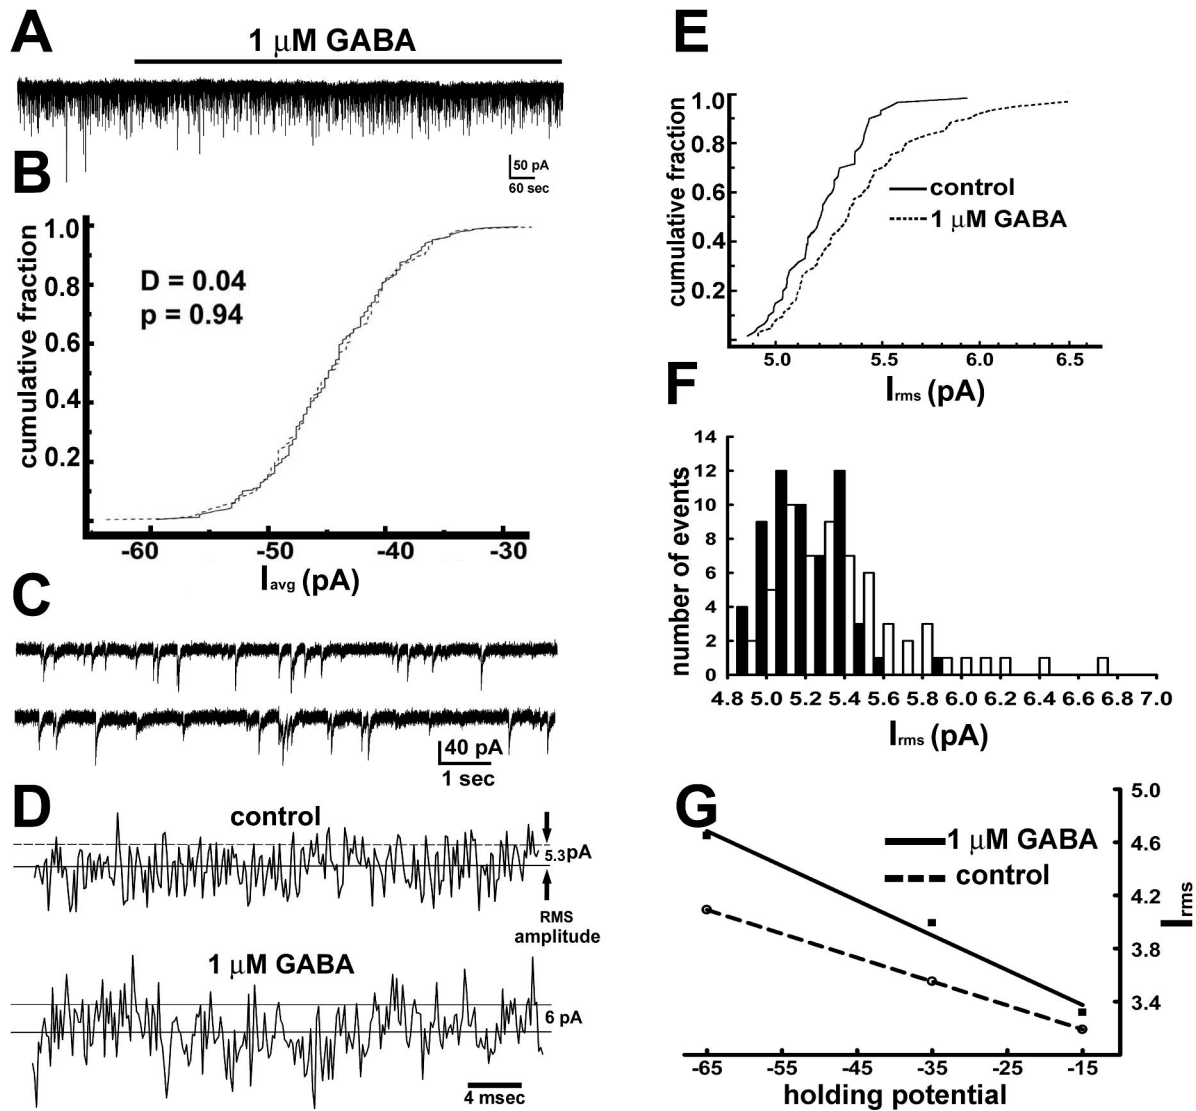 A
1 μM GABA
50 pA
60 sec
B
cumulative fraction
1.0
0.8
0.6
0.4
0.2
D = 0.04
p = 0.94
-60 -50 -40 -30
Iavg (pA)
C
40 pA
1 sec
D
control
5.3pA
RMS
amplitude
1 μM GABA
6 pA
4 msec
E
cumulative fraction
1.0
0.8
0.6
0.4
0.2
control
1 μM GABA
5.0 5.5 6.0 6.5
Irms (pA)
F
number of events
14
12
10
8
6
4
2
0
4.8 5.0 5.2 5.4 5.6 5.8 6.0 6.2 6.4 6.6 6.8 7.0
Irms (pA)
G
1 μM GABA
control
5.0
4.6
4.2
3.8
3.4
Irms
-65 -55 -45 -35 -25 -15
holding potential